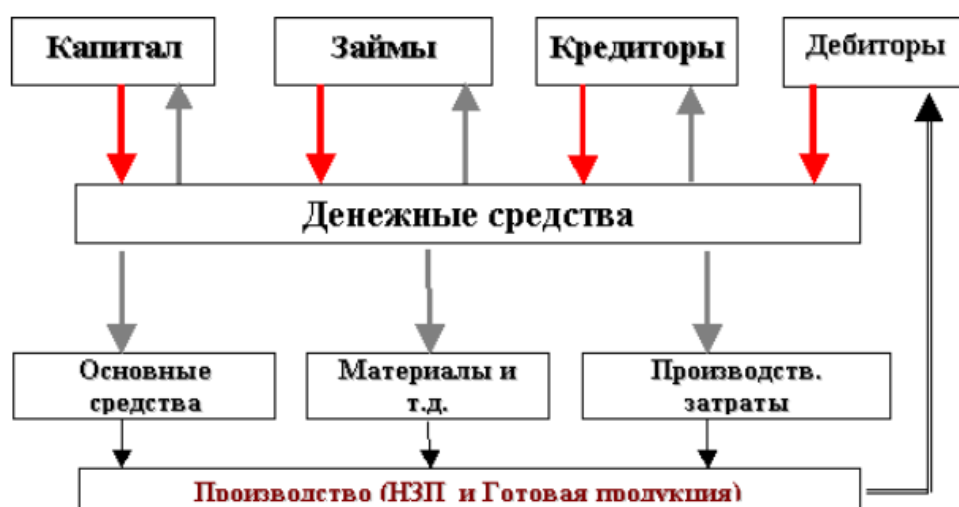 Капитал
Займы
Кредиторы
Дебиторы
Денежные средства
Основные
средства
Материалы и
т.д.
Производств.
затраты
Производство (НЗП и Готовая продукция)